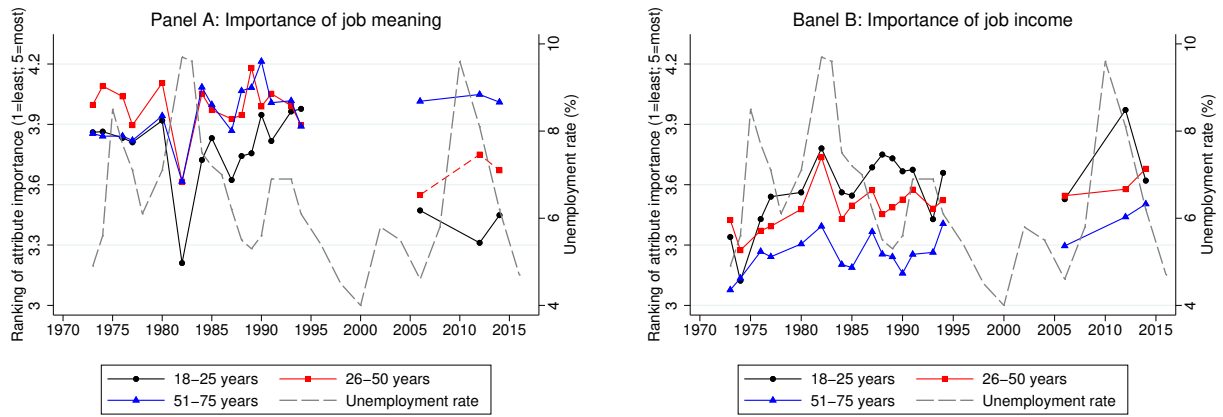 Panel A: Importance of job meaning
Ranking of attribute importance (1=least; 5=most)
4.2
3.9
3.6
3.3
3
10
8
6
4
Unemployment rate (%)
1970 1975 1980 1985 1990 1995 2000 2005 2010 2015
18−25 years 26−50 years
51−75 years Unemployment rate
Banel B: Importance of job income
Ranking of attribute importance (1=least; 5=most)
4.2
3.9
3.6
3.3
3
10
8
6
4
Unemployment rate (%)
1970 1975 1980 1985 1990 1995 2000 2005 2010 2015
18−25 years 26−50 years
51−75 years Unemployment rate